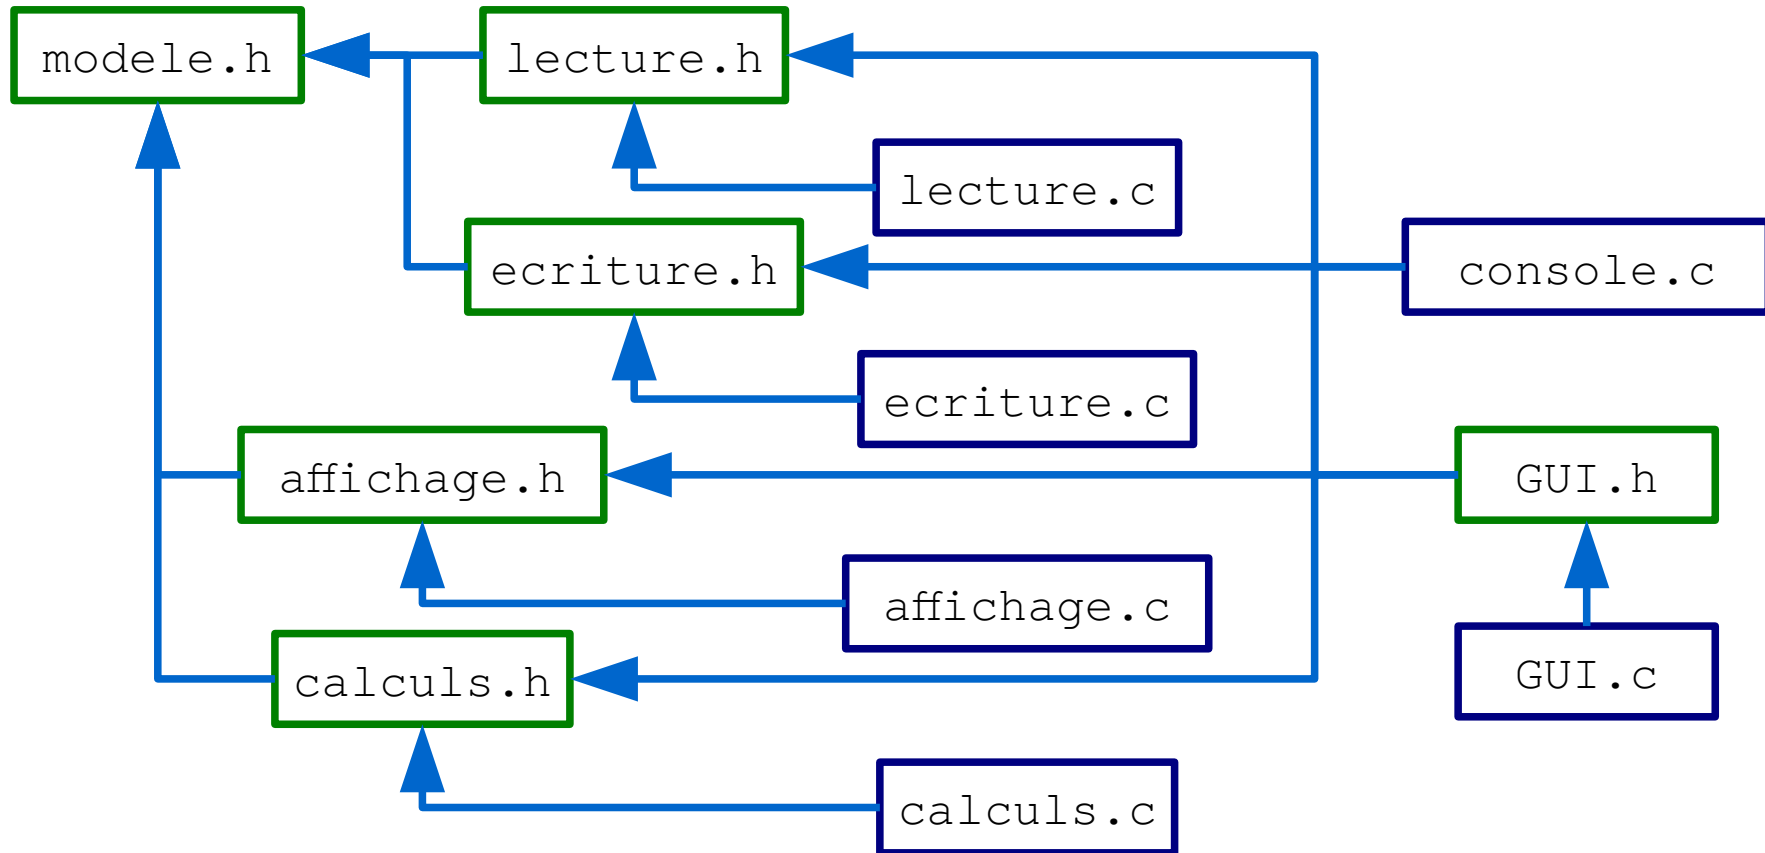 modele.h
lecture.h
lecture.c
ecriture.h
console.c
ecriture.c
affichage.h
GUI.h
affichage.c
calculs.h
GUI.c
calculs.c